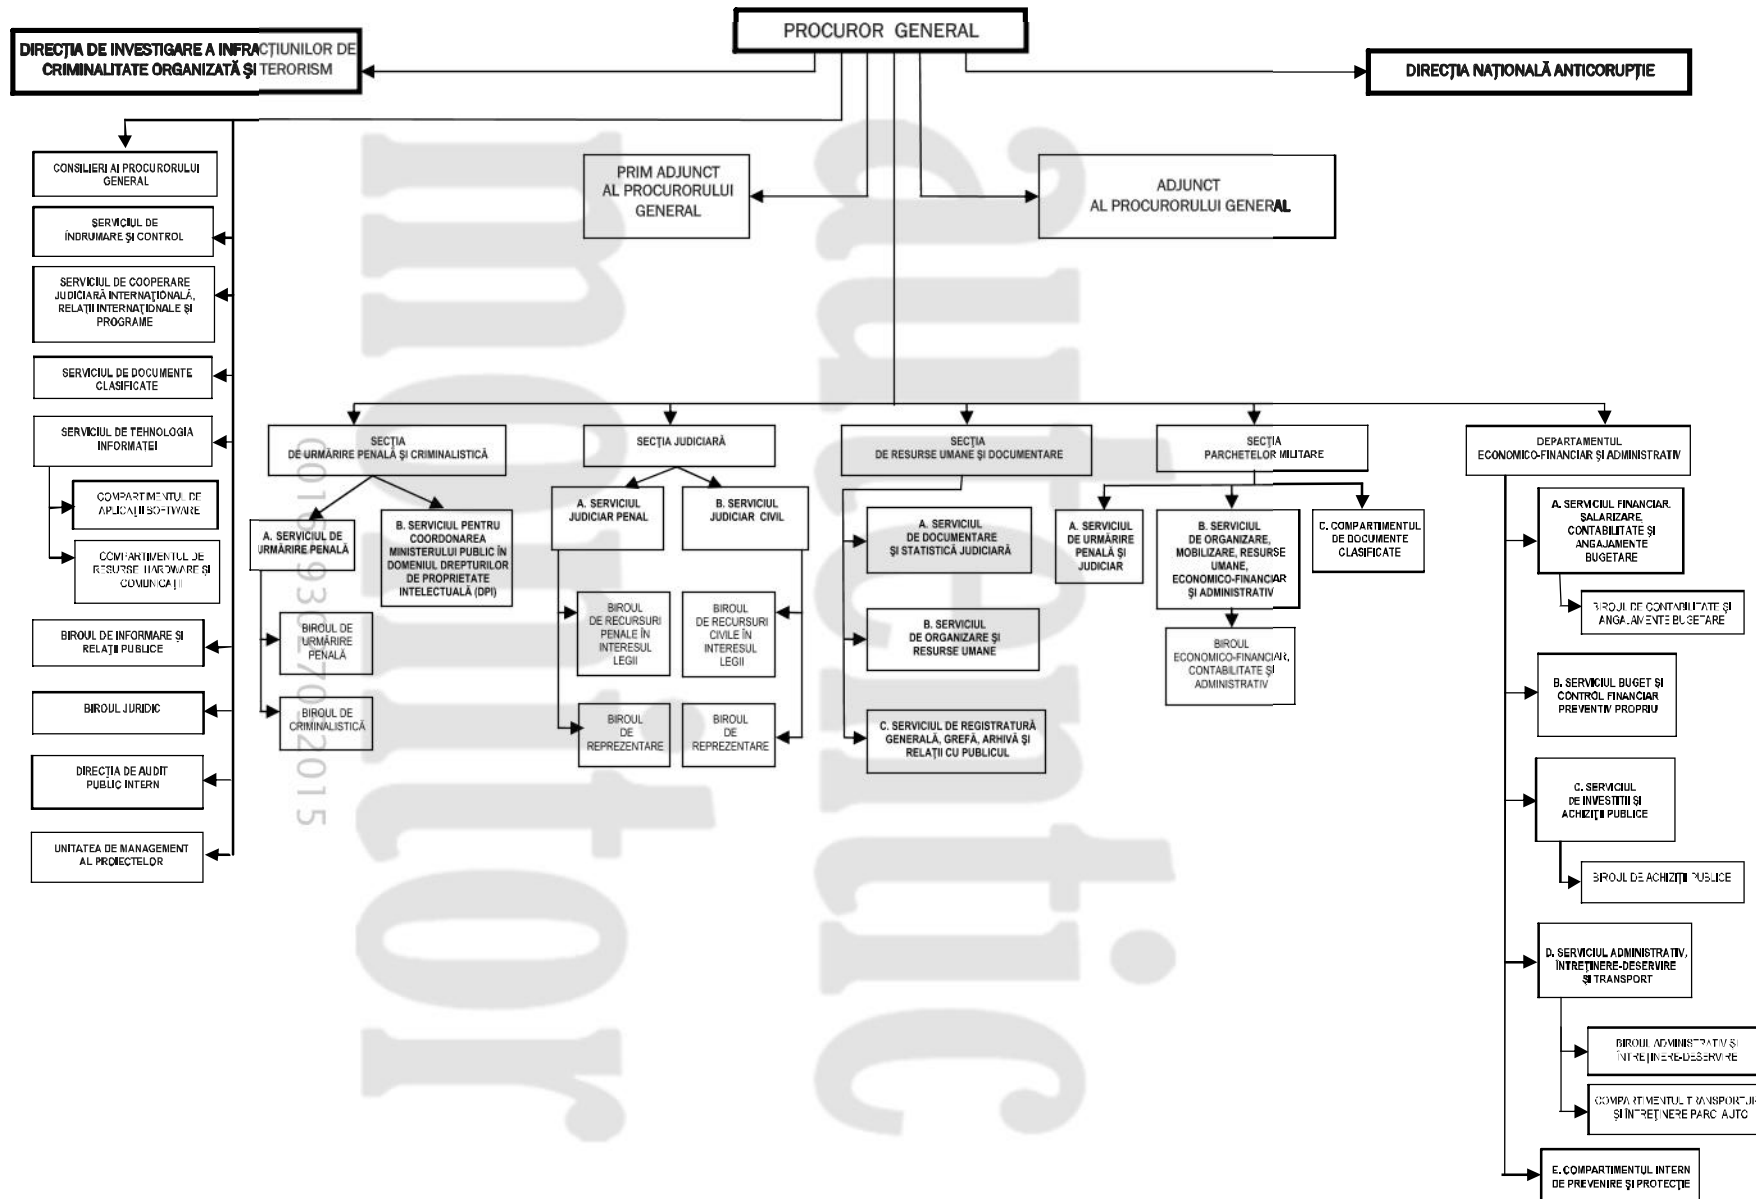 PROCUROR GENERAL
DIRECȚIA DE INVESTIGARE A INFRACȚIUNILOR DE
CRIMINALITATE ORGANIZATĂ ȘI TERORISM
DIRECȚIA NAȚIONALĂ ANTICORUPȚIE
CONSILIERI AI PROCURORULUI
GENERAL
PRIM ADJUNCT
AL PROCURORULUI
GENERAL
ADJUNCT
AL PROCURORULUI GENERAL
SERVICIUL DE
ÎNDRUMARE ȘI CONTROL
SERVICIUL DE COOPERARE
JUDICIARĂ INTERNAȚIONALĂ,
RELAȚII INTERNAȚIONALE ȘI
PROGRAME
SERVICIUL DE DOCUMENTE
CLASIFICATE
SERVICIUL DE TEHNOLOGIA
INFORMATEI
COMPARTIMENTUL DE
APLICAȚII SOFTWARE
COMPARTIMENTUL DE
RESURSE HARDWARE ȘI
COMUNICAȚII
BIROUL DE INFORMARE ȘI
RELAȚII PUBLICE
BIROUL JURIDIC
DIRECȚIA DE AUDIT
PUBLIC INTERN
UNITATEA DE MANAGEMENT
AL PROIECTELOR
SECȚIA
DE URMĂRIRE PENALĂ ȘI CRIMINALISTICĂ
A. SERVICIUL DE
URMĂRIRE PENALĂ
B. SERVICIUL PENTRU
COORDONAREA
MINISTERULUI PUBLIC ÎN
DOMENIUL DREPTURILOR
DE PROPRIETATE
INTELECTUALĂ (DPI)
BIROUL DE
URMĂRIRE
PENALĂ
BIROUL DE
CRIMINALISTICĂ
SECȚIA JUDICIARĂ
A. SERVICIUL
JUDICIAR PENAL
B. SERVICIUL
JUDICIAR CIVIL
BIROUL
DE RECURSURI
PENALE ÎN
INTERESUL
LEGII
BIROUL
DE RECURSURI
CIVILE ÎN
INTERESUL
LEGII
BIROUL
DE
REPREZENTARE
BIROUL
DE
REPREZENTARE
SECȚIA
DE RESURSE UMANE ȘI DOCUMENTARE
A. SERVICIUL
DE DOCUMENTARE
ȘI STATISTICĂ JUDICIARĂ
B. SERVICIUL
DE ORGANIZARE ȘI
RESURSE UMANE
C. SERVICIUL DE REGISTRATURĂ
GENERALĂ, GREFĂ, ARHIVĂ ȘI
RELAȚII CU PUBLICUL
SECȚIA
PARCHETELOR MILITARE
A. SERVICIUL
DE URMĂRIRE
PENALĂ ȘI
JUDICIAR
B. SERVICIUL
DE ORGANIZARE,
MOBILIZARE, RESURSE
UMANE,
ECONOMICO-FINANCIAR
ȘI ADMINISTRATIV
C. COMPARTIMENTUL
DE DOCUMENTE
CLASIFICATE
BIROUL
ECONOMICO-FINANCIAR,
CONTABILITATE ȘI
ADMINISTRATIV
DEPARTAMENTUL
ECONOMICO-FINANCIAR ȘI ADMINISTRATIV
A. SERVICIUL FINANCIAR,
SALARIZARE,
CONTABILITATE ȘI
ANGAJAMENTE
BUGETARE
BIROUL DE CONTABILITATE ȘI
ANGAJAMENTE BUGETARE
B. SERVICIUL BUGET ȘI
CONTROL FINANCIAR
PREVENTIV PROPRIU
C. SERVICIUL
DE INVESTIȚII ȘI
ACHIZIȚII PUBLICE
BIROUL DE ACHIZIȚII PUBLICE
D. SERVICIUL ADMINISTRATIV,
ÎNTREȚINERE-DESERVIRE
ȘI TRANSPORT
BIROUL ADMINISTRATIV ȘI
ÎNTREȚINERE-DESERVIRE
COMPARTIMENTUL TRANSPORTURI
ȘI ÎNTREȚINERE PARC AUTO
E. COMPARTIMENTUL INTERN
DE PREVENIRE ȘI PROTECȚIE
autentic
monitor
2015